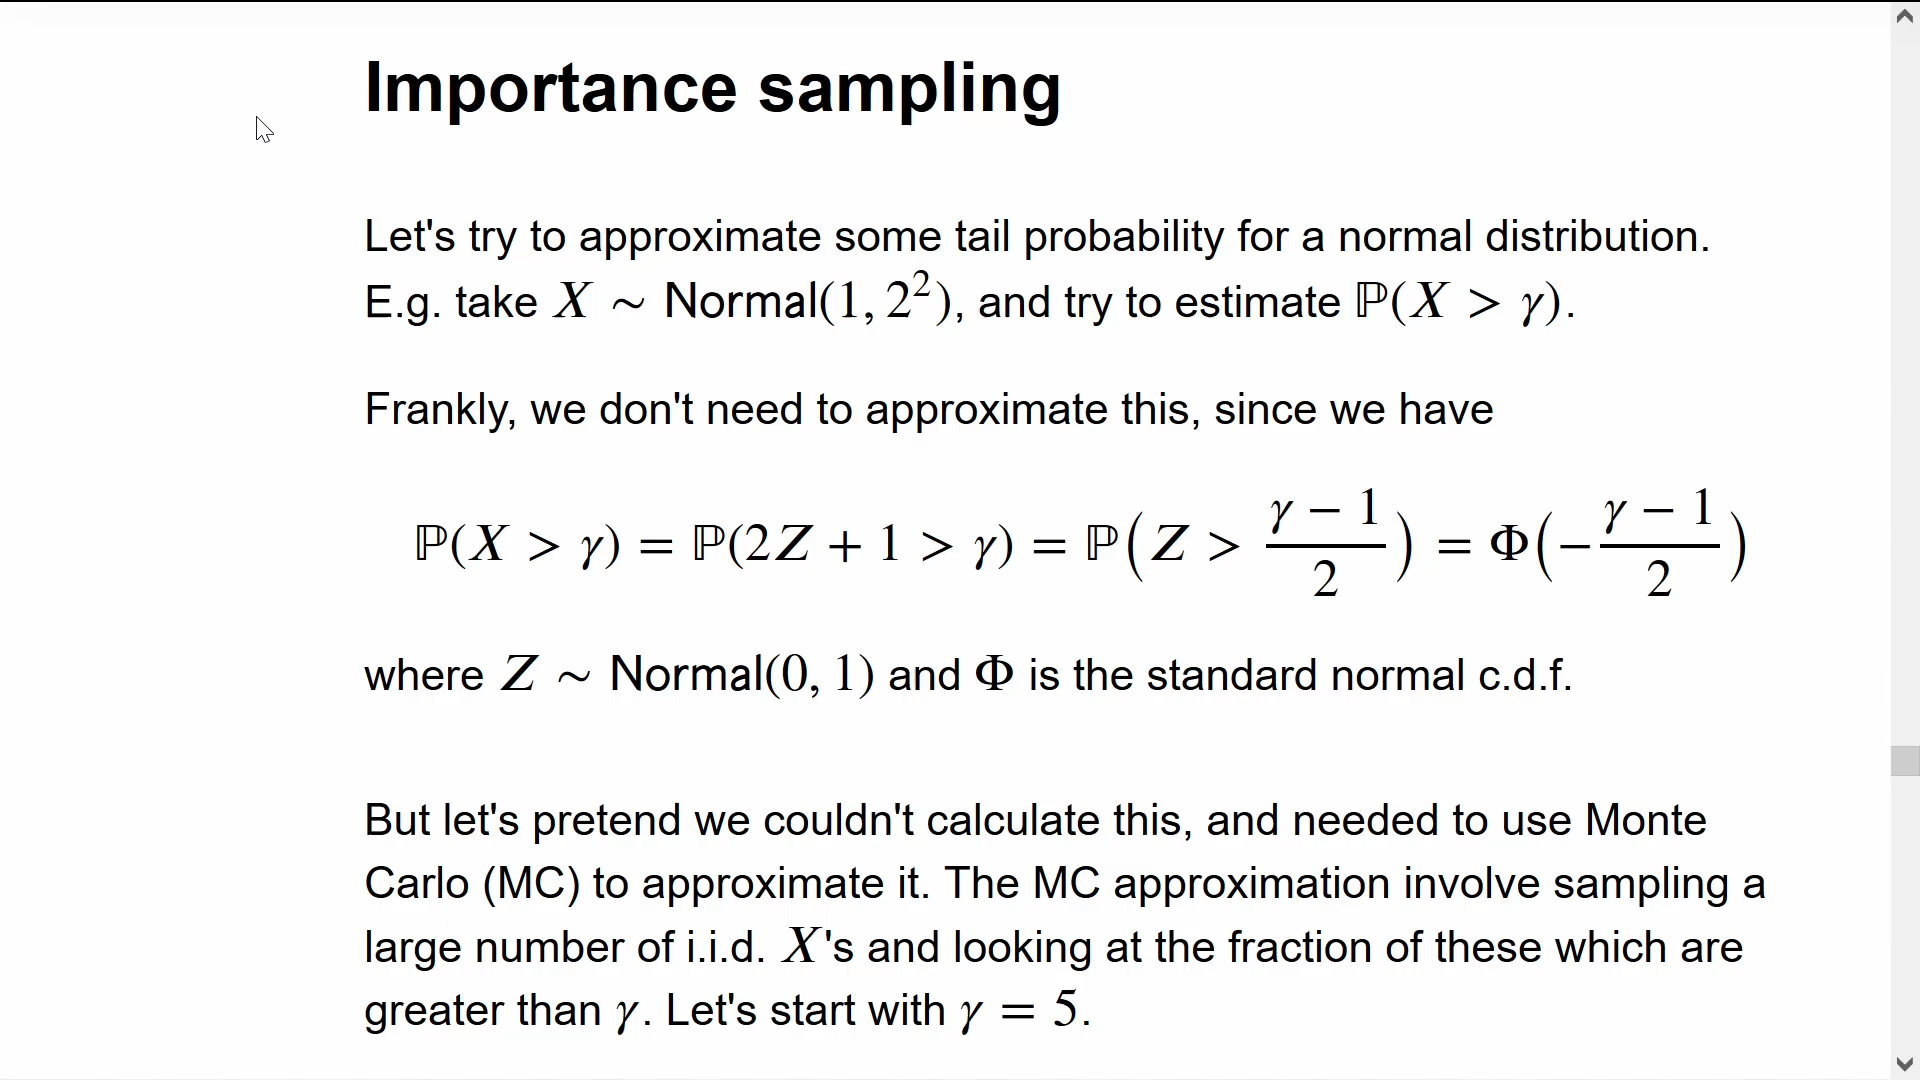 Importance sampling
Let's try to approximate some tail probability for a normal distribution.
E.g. take X ∼ Normal(1, 2²), and try to estimate ℙ(X > γ).
Frankly, we don't need to approximate this, since we have
ℙ(X > γ) = ℙ(2Z + 1 > γ) = ℙ(Z > (γ − 1)/2) = Φ(−(γ − 1)/2)
where Z ∼ Normal(0, 1) and Φ is the standard normal c.d.f.
But let's pretend we couldn't calculate this, and needed to use Monte
Carlo (MC) to approximate it. The MC approximation involve sampling a
large number of i.i.d. X's and looking at the fraction of these which are
greater than γ. Let's start with γ = 5.